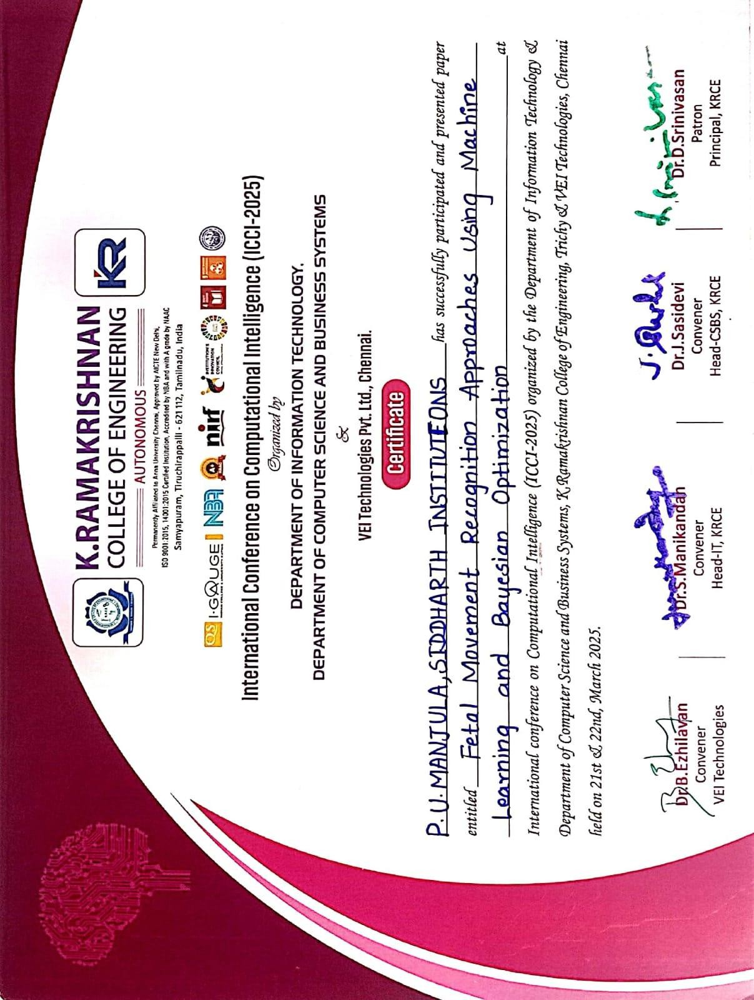 K.RAMAKRISHNAN
COLLEGE OF ENGINEERING
AUTONOMOUS
KR
Permanently Affiliated to Anna University Chennai, Approved by AICTE New Delhi,
ISO 9001:2015, 14001:2015 Certified Institution, Accredited by NBA and with A grade by NAAC
Samyapuram, Tiruchirappalli - 621 112, Tamilnadu, India
QS I·GAUGE NBA nirf INSTITUTION'S INNOVATION COUNCIL
International Conference on Computational Intelligence (ICCI-2025)
Organized by
DEPARTMENT OF INFORMATION TECHNOLOGY.
DEPARTMENT OF COMPUTER SCIENCE AND BUSINESS SYSTEMS
&
VEI Technologies Pvt. Ltd., Chennai.
Certificate
P.U.MANJULA,SIDDHARTH INSTITUTEONS has successfully participated and presented paper
entitled Fetal Movement Recognition Approaches Using Machine
Learning and Bayesian Optimization at
International conference on Computational Intelligence (ICCI-2025) organized by the Department of Information Technology &
Department of Computer Science and Business Systems, K.Ramakrishnan College of Engineering, Trichy & VEI Technologies, Chennai
held on 21st & 22nd, March 2025.
Dr.B.Ezhilavan
Convener
VEI Technologies
Dr.S.Manikandan
Convener
Head-IT, KRCE
J.
Dr.J.Sasidevi
Convener
Head-CSBS, KRCE
Dr.D.Srinivasan
Patron
Principal, KRCE